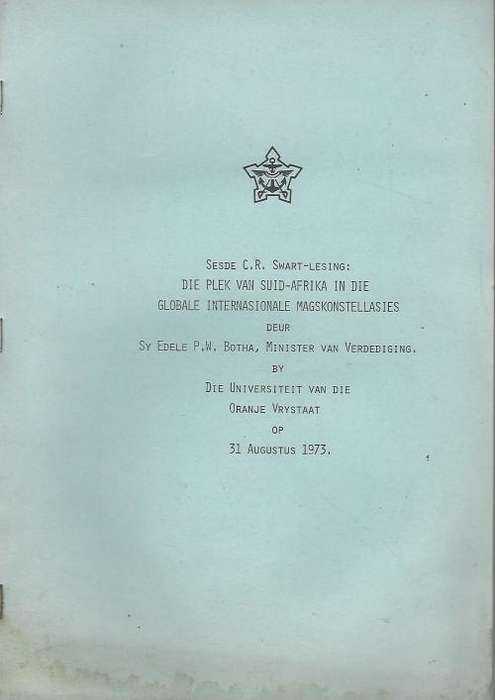 SESDE C.R. SWART-LESING:
DIE PLEK VAN SUID-AFRIKA IN DIE
GLOBALE INTERNASIONALE MAGSKONSTELLASIES
DEUR
SY EDELE P.W. BOTHA, MINISTER VAN VERDEDIGING.
BY
DIE UNIVERSITEIT VAN DIE
ORANJE VRYSTAAT
OP
31 AUGUSTUS 1973.